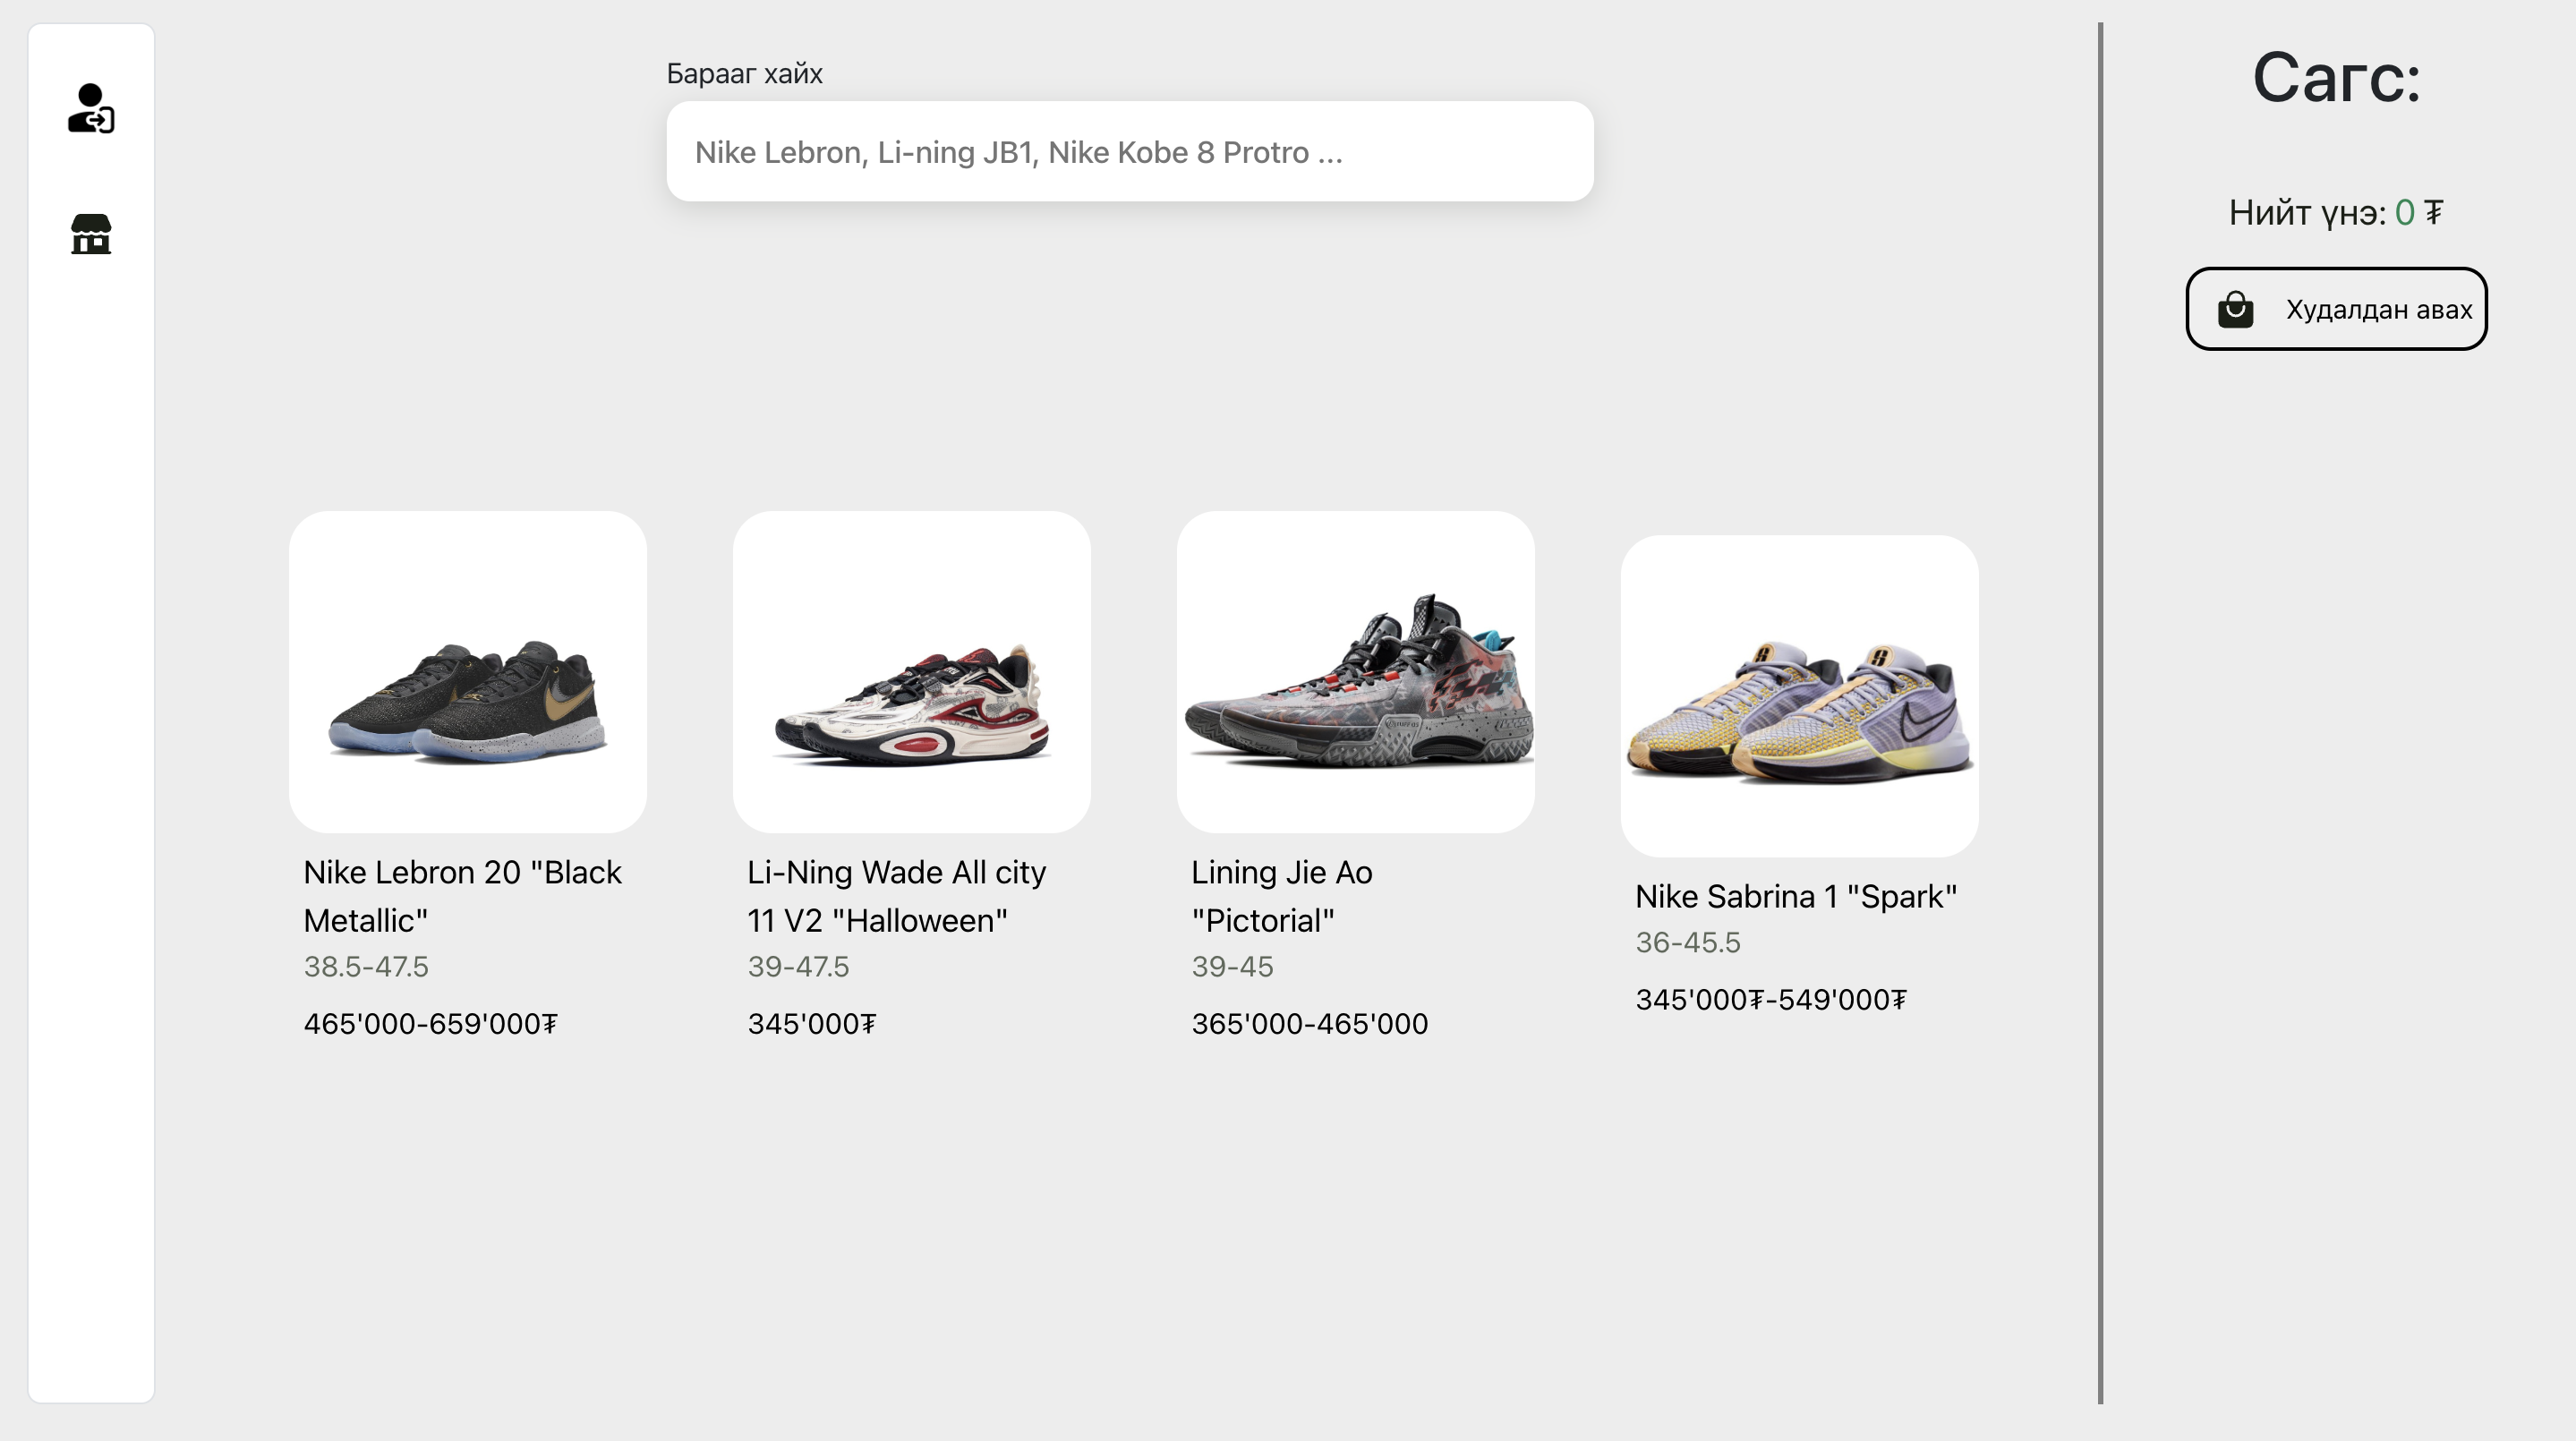 Барааг хайх
Nike Lebron, Li-ning JB1, Nike Kobe 8 Protro ...
Nike Lebron 20 "Black
Metallic"
38.5-47.5
465'000-659'000₮
Li-Ning Wade All city
11 V2 "Halloween"
39-47.5
345'000₮
Lining Jie Ao
"Pictorial"
39-45
365'000-465'000
Nike Sabrina 1 "Spark"
36-45.5
345'000₮-549'000₮
Сагс:
Нийт үнэ: 0 ₮
Худалдан авах